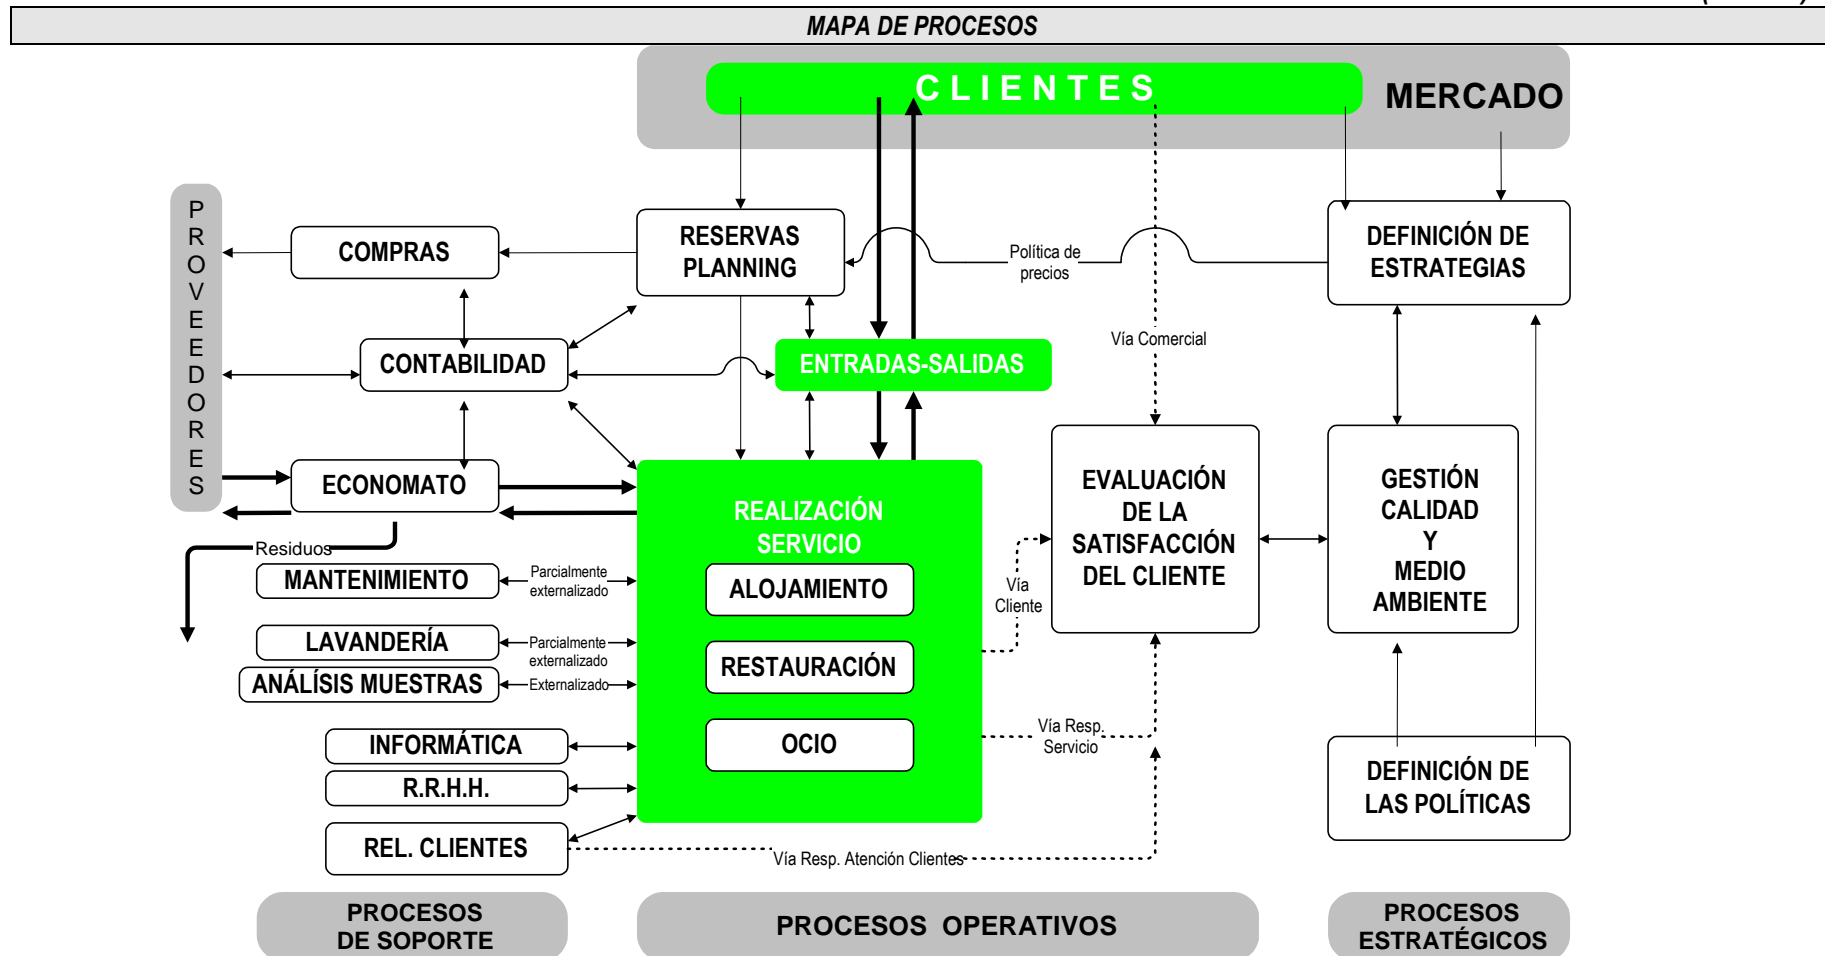 MAPA DE PROCESOS
CLIENTES
MERCADO
PROVEEDORES
COMPRAS
RESERVAS
PLANNING
Política de
precios
DEFINICIÓN DE
ESTRATEGIAS
CONTABILIDAD
ENTRADAS-SALIDAS
Vía Comercial
ECONOMATO
Residuos
REALIZACIÓN
SERVICIO
ALOJAMIENTO
RESTAURACIÓN
OCIO
EVALUACIÓN
DE LA
SATISFACCIÓN
DEL CLIENTE
GESTIÓN
CALIDAD
Y
MEDIO
AMBIENTE
MANTENIMIENTO
Parcialmente
externalizado
LAVANDERÍA
Parcialmente
externalizado
ANÁLÍSIS MUESTRAS
Externalizado
Vía
Cliente
INFORMÁTICA
R.R.H.H.
REL. CLIENTES
Vía Resp.
Servicio
Vía Resp. Atención Clientes
DEFINICIÓN DE
LAS POLÍTICAS
PROCESOS
DE SOPORTE
PROCESOS OPERATIVOS
PROCESOS
ESTRATÉGICOS